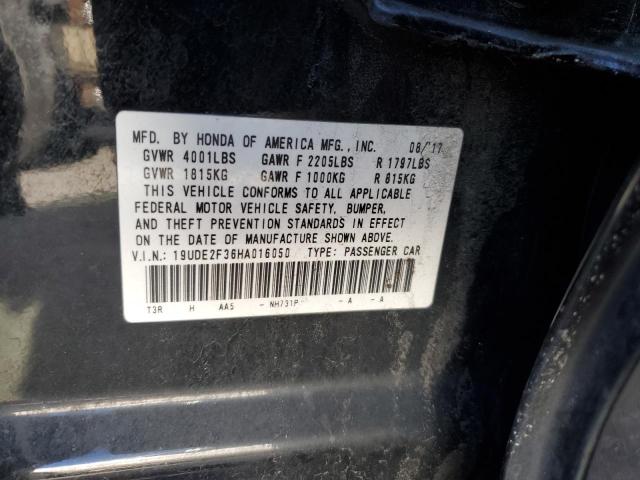 MFD. BY HONDA OF AMERICA MFG., INC. 08/17
GVWR 4001LBS GAWR F 2205LBS R 1797LBS
GVWR 1815KG GAWR F 1000KG R 815KG
THIS VEHICLE CONFORMS TO ALL APPLICABLE
FEDERAL MOTOR VEHICLE SAFETY, BUMPER,
AND THEFT PREVENTION STANDARDS IN EFFECT
ON THE DATE OF MANUFACTURE SHOWN ABOVE.
V.I.N.: 19UDE2F36HA016050 TYPE: PASSENGER CAR
T3R H AA5 - NH731P - A - A